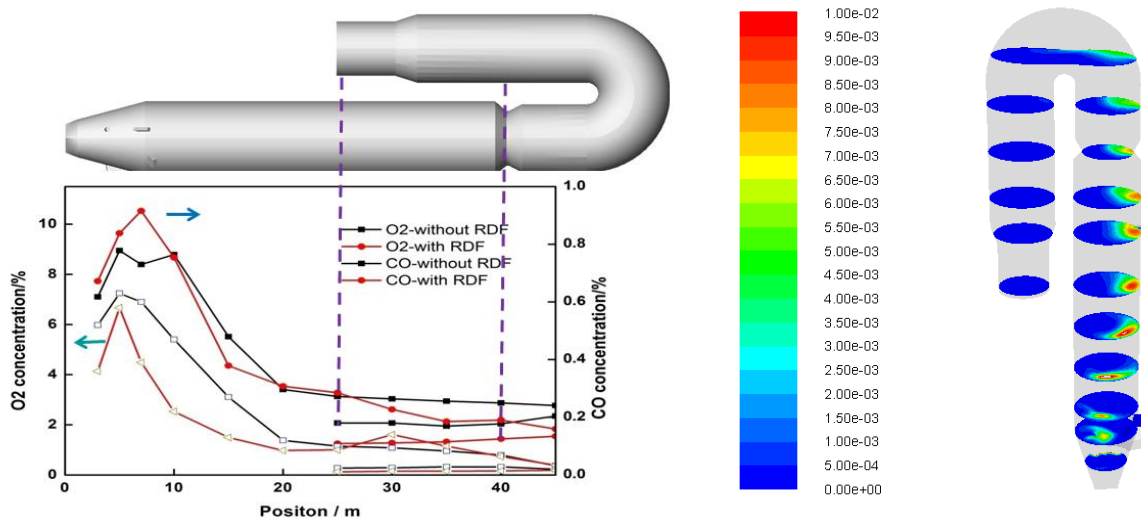 10
8
6
4
2
0
O2 concentration/%
1.0
0.8
0.6
0.4
0.2
0.0
CO concentration/%
O2-without RDF
O2-with RDF
CO-without RDF
CO-with RDF
0 10 20 30 40
Positon / m
1.00e-02
9.50e-03
9.00e-03
8.50e-03
8.00e-03
7.50e-03
7.00e-03
6.50e-03
6.00e-03
5.50e-03
5.00e-03
4.50e-03
4.00e-03
3.50e-03
3.00e-03
2.50e-03
2.00e-03
1.50e-03
1.00e-03
5.00e-04
0.00e+00